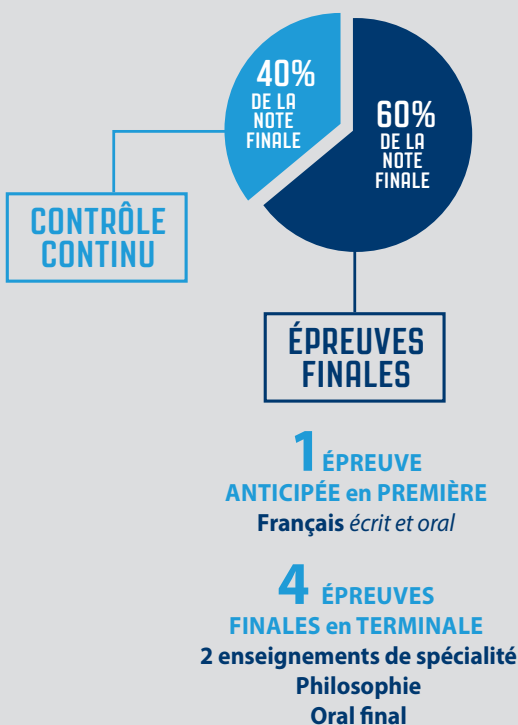 40%
DE LA
NOTE
FINALE
60%
DE LA
NOTE
FINALE
CONTRÔLE
CONTINU
ÉPREUVES
FINALES
1 ÉPREUVE
ANTICIPÉE en PREMIÈRE
Français écrit et oral
4 ÉPREUVES
FINALES en TERMINALE
2 enseignements de spécialité
Philosophie
Oral final